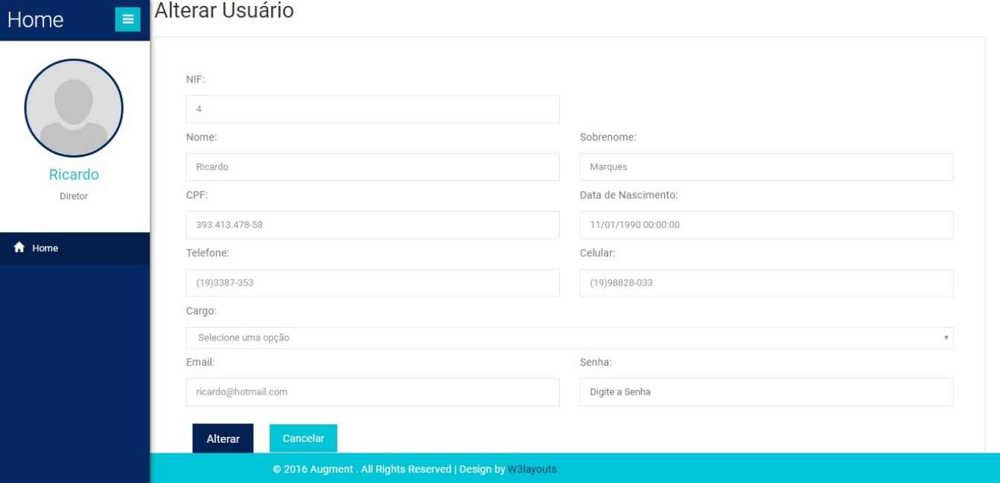 Home
Alterar Usuário
Ricardo
Diretor
Home
NIF:
4
Nome:
Sobrenome:
Ricardo
Marques
CPF:
Data de Nascimento:
393.413.478-58
11/01/1990 00:00:00
Telefone:
Celular:
(19)3387-353
(19)98828-033
Cargo:
Selecione uma opção
Email:
Senha:
ricardo@hotmail.com
Digite a Senha
Alterar
Cancelar
© 2016 Augment . All Rights Reserved | Design by W3layouts.